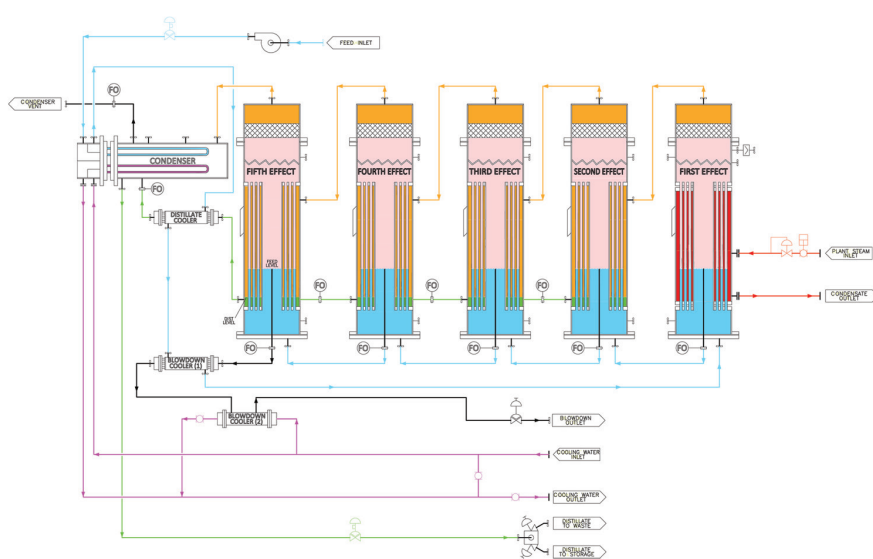 FEED INLET
CONDENSER
VENT
FO
CONDENSER
FIFTH EFFECT
FOURTH EFFECT
THIRD EFFECT
SECOND EFFECT
FIRST EFFECT
FO
DISTILLATE
COOLER
PLANT STEAM
INLET
FEED
LEVEL
FO
FO
FO
CONDENSATE
OUTLET
DIST
LEVEL
FO
FO
FO
FO
BLOWDOWN
COOLER (1)
BLOWDOWN
COOLER (2)
BLOWDOWN
OUTLET
COOLING WATER
INLET
COOLING WATER
OUTLET
DISTILLATE
TO WASTE
DISTILLATE
TO STORAGE